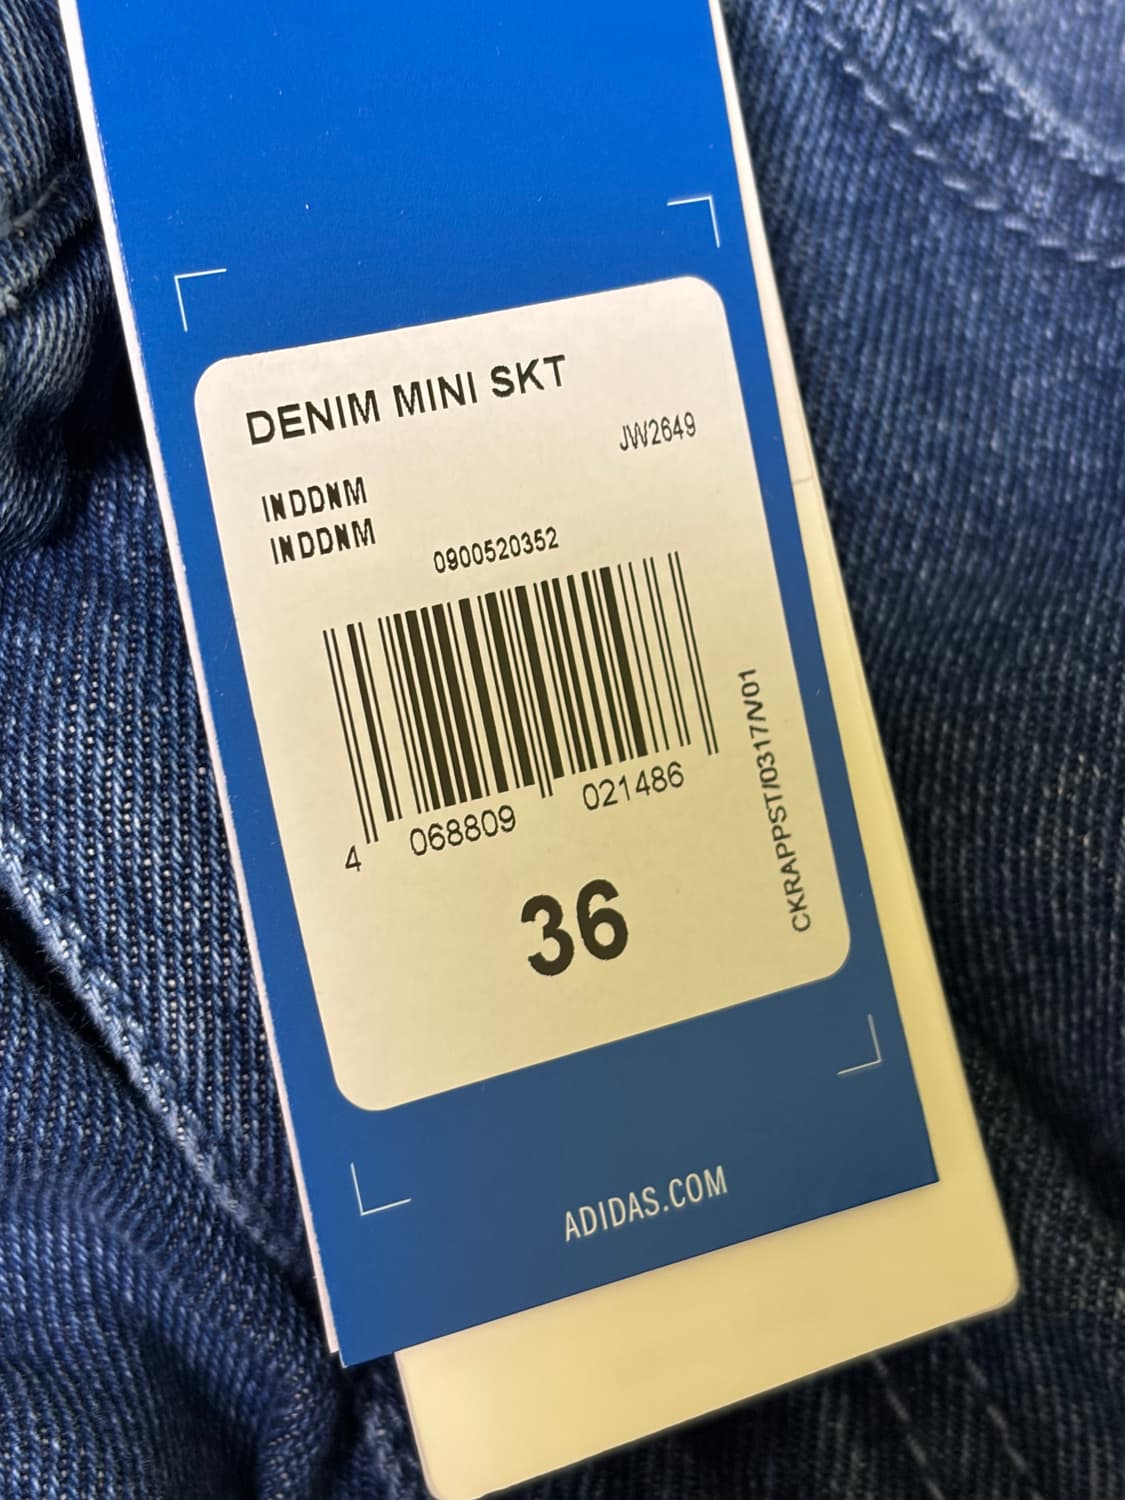 DENIM MINI SKT
JW2649
INDDNM
INDDNM
0900520352
4 068809 021486
CKRAPPST/0317/V01
36
ADIDAS.COM